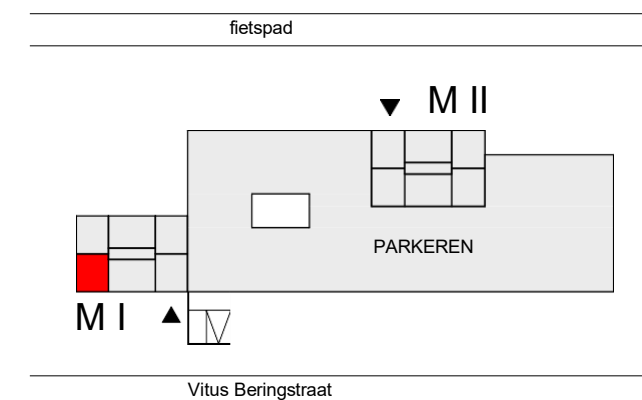 fietspad
M II
PARKEREN
M I
Vitus Beringstraat